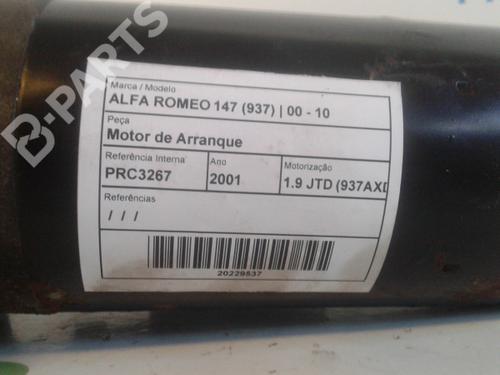 B-PARTS
Marca / Modelo
ALFA ROMEO 147 (937) | 00 - 10
Peça
Motor de Arranque
Referência Interna Ano Motorização
PRC3267 2001 1.9 JTD (937AXD
Referências
/ / /
20229537